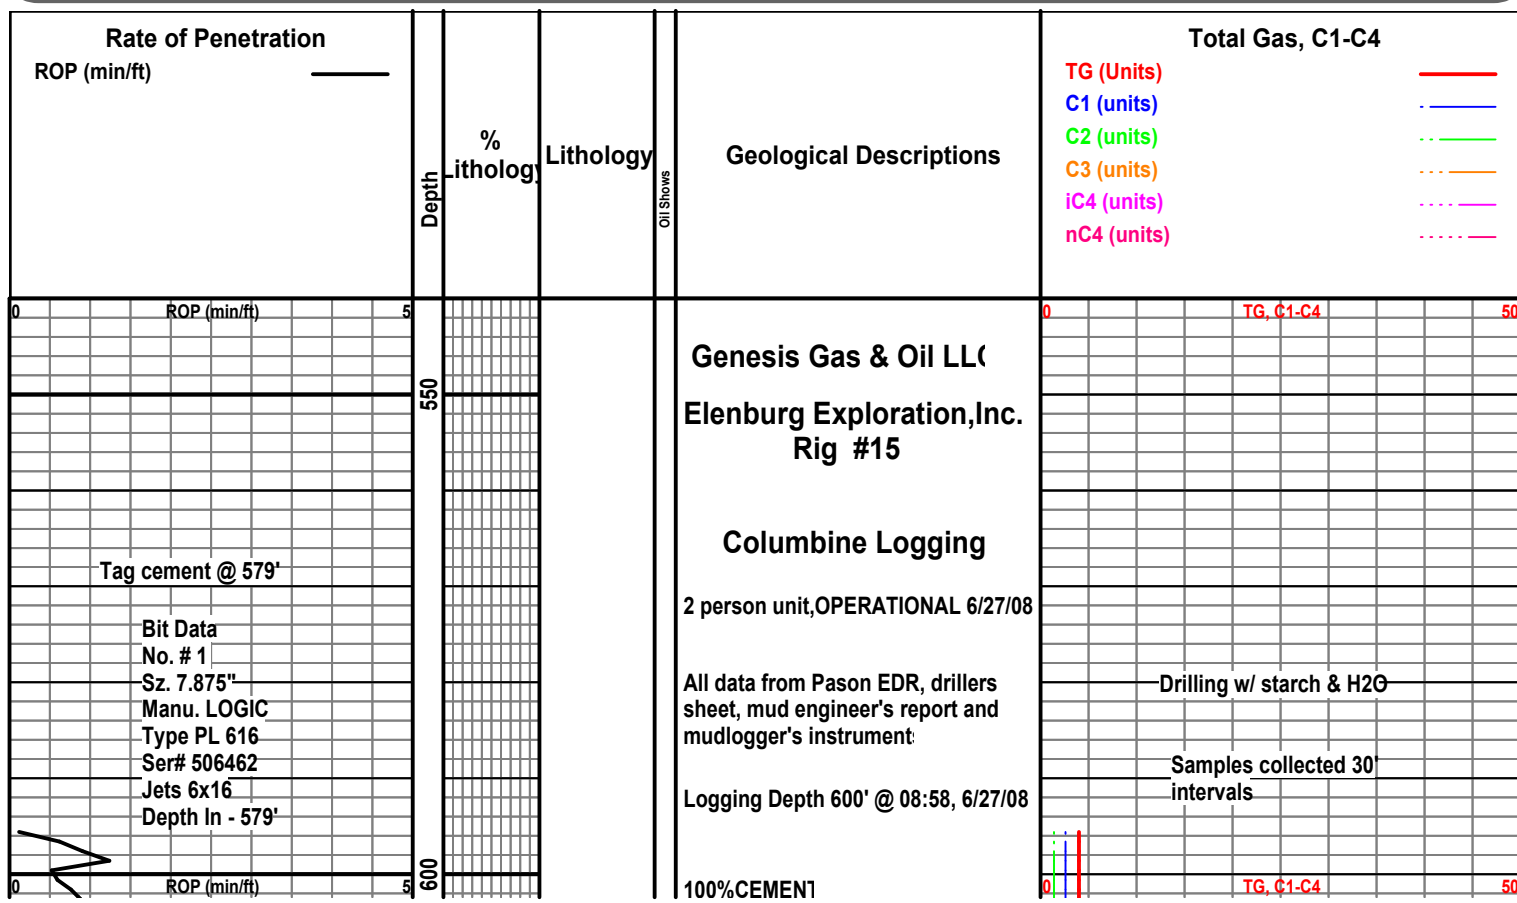 Rate of Penetration
ROP (min/ft)
Depth
%
Lithology
Lithology
Oil Shows
Geological Descriptions
Total Gas, C1-C4
TG (Units)
C1 (units)
C2 (units)
C3 (units)
iC4 (units)
nC4 (units)
0 ROP (min/ft) 5
0 TG, C1-C4 50
550
Tag cement @ 579'
Bit Data
No. # 1
Sz. 7.875"
Manu. LOGIC
Type PL 616
Ser# 506462
Jets 6x16
Depth In - 579'
Genesis Gas & Oil LLC
Elenburg Exploration,Inc.
Rig #15
Columbine Logging
2 person unit,OPERATIONAL 6/27/08
All data from Pason EDR, drillers
sheet, mud engineer's report and
mudlogger's instruments
Logging Depth 600' @ 08:58, 6/27/08
100%CEMENT
Drilling w/ starch & H2O
Samples collected 30'
intervals
0 ROP (min/ft) 5
600
0 TG, C1-C4 50